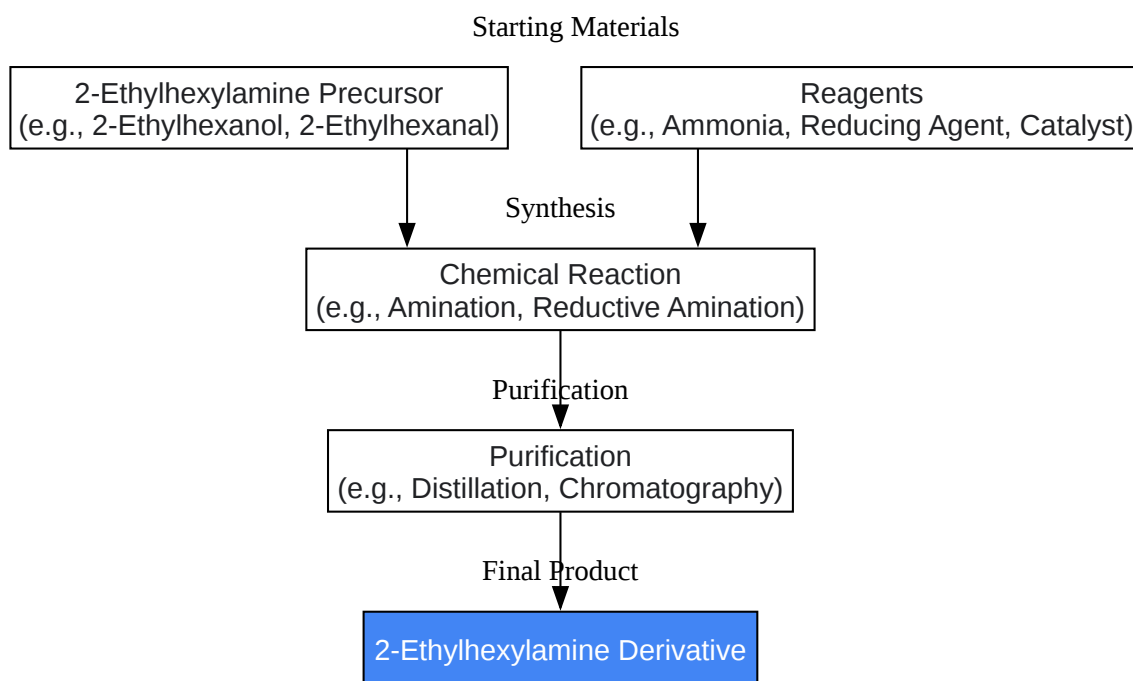 Starting Materials
2-Ethylhexylamine Precursor
(e.g., 2-Ethylhexanol, 2-Ethylhexanal)
Reagents
(e.g., Ammonia, Reducing Agent, Catalyst)
Synthesis
Chemical Reaction
(e.g., Amination, Reductive Amination)
Purification
Purification
(e.g., Distillation, Chromatography)
Final Product
2-Ethylhexylamine Derivative